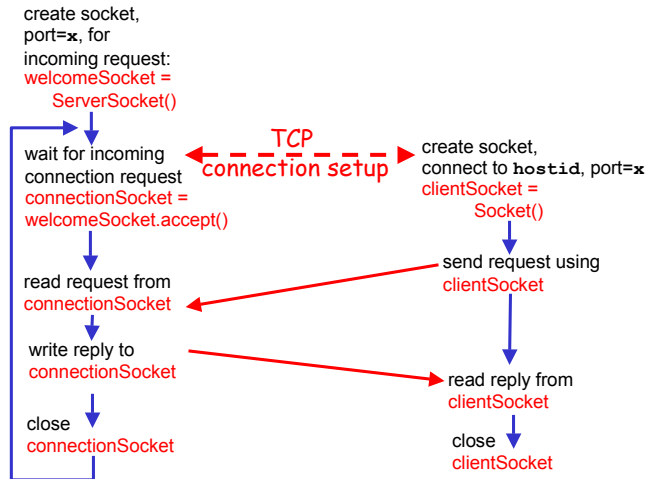 create socket,
port=x, for
incoming request:
welcomeSocket =
ServerSocket()
wait for incoming
connection request
connectionSocket =
welcomeSocket.accept()
read request from
connectionSocket
write reply to
connectionSocket
close
connectionSocket
TCP
connection setup
create socket,
connect to hostid, port=x
clientSocket =
Socket()
send request using
clientSocket
read reply from
clientSocket
close
clientSocket